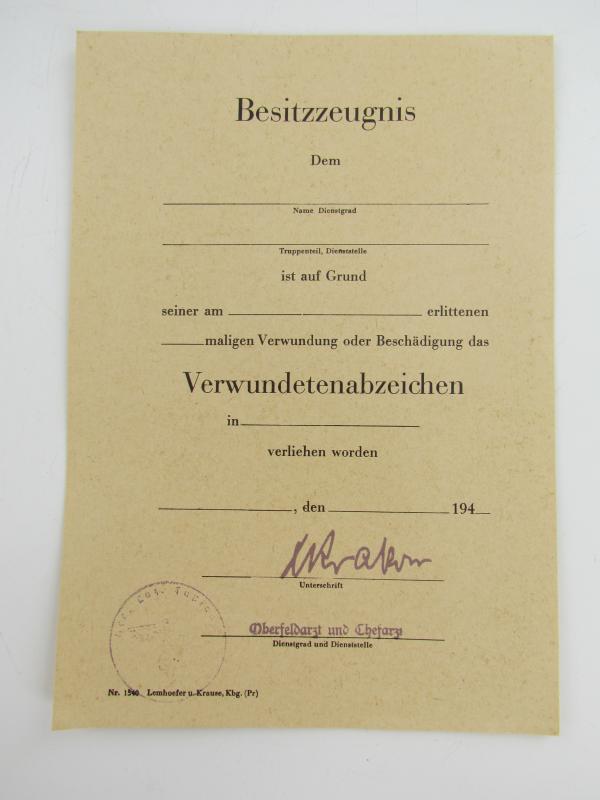 Besitzzeugnis
Dem
Name Dienstgrad
Truppenteil, Dienststelle
ist auf Grund
seiner am erlittenen
maligen Verwundung oder Beschädigung das
Verwundetenabzeichen
in
verliehen worden
, den 194
Unterschrift
Oberfeldarzt und Chefarzt
Dienstgrad und Dienststelle
Nr. 1540 Lemhoefer u. Krause, Kbg. (Pr)